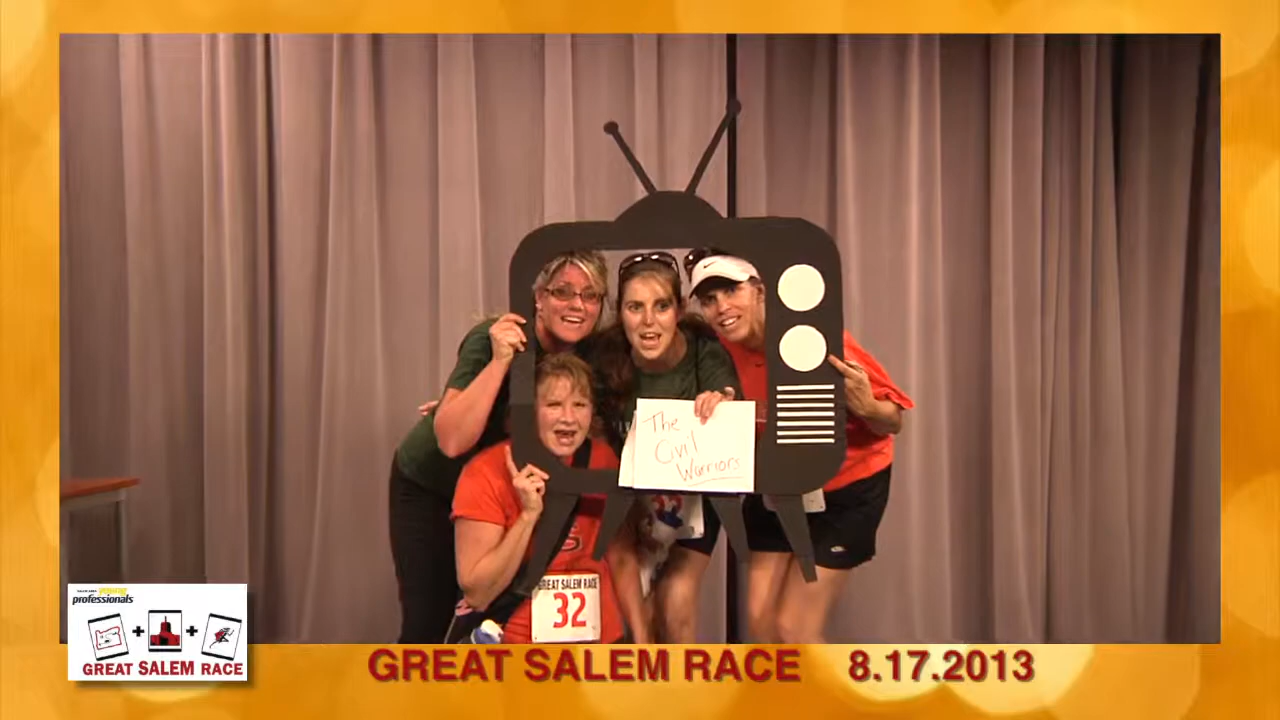 The
Civil
Warriors
GREAT SALEM RACE
32
professionals
GREAT SALEM RACE
GREAT SALEM RACE 8.17.2013